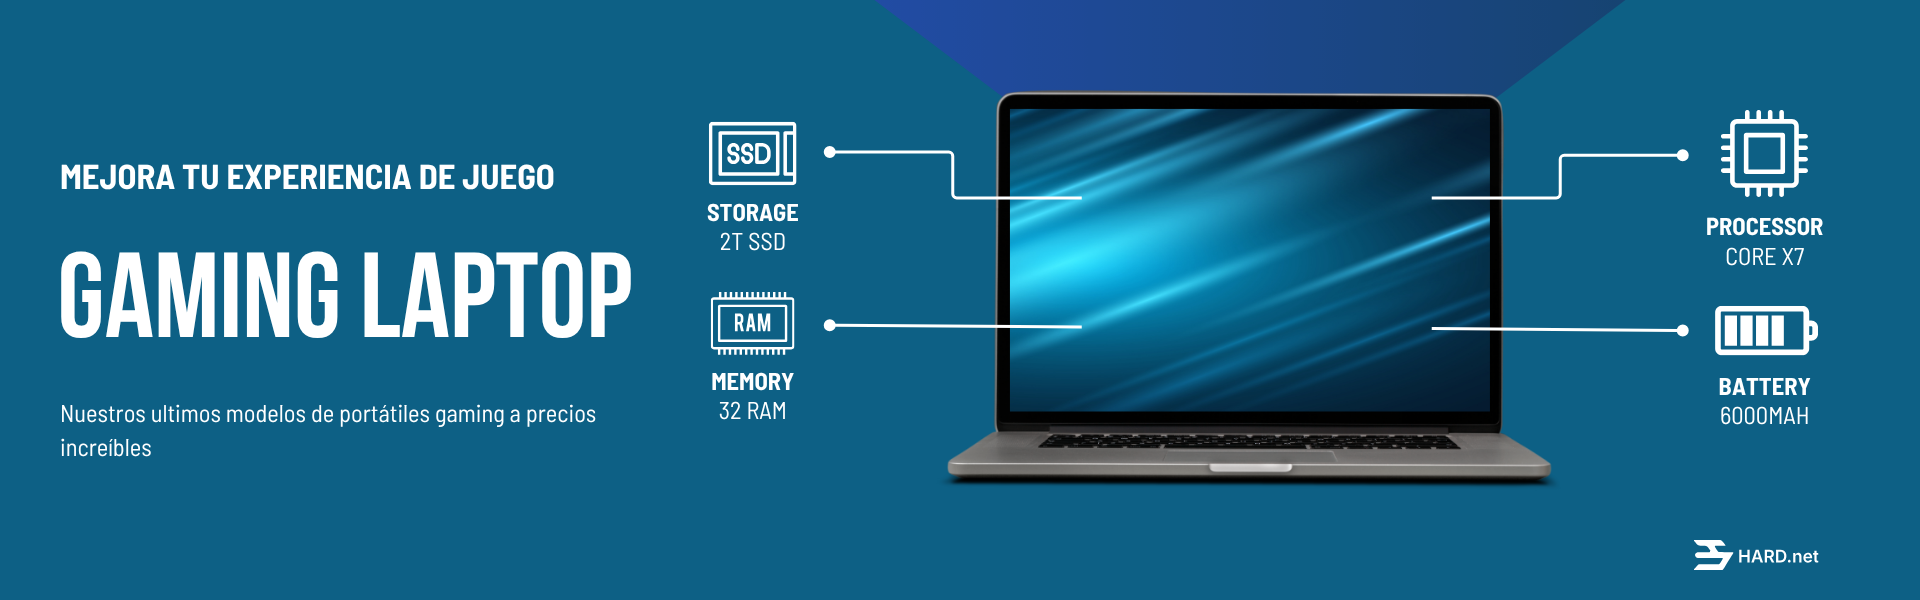 MEJORA TU EXPERIENCIA DE JUEGO
GAMING LAPTOP
Nuestros ultimos modelos de portátiles gaming a precios
increíbles
SSD
STORAGE
2T SSD
RAM
MEMORY
32 RAM
PROCESSOR
CORE X7
BATTERY
6000MAH
HARD.net